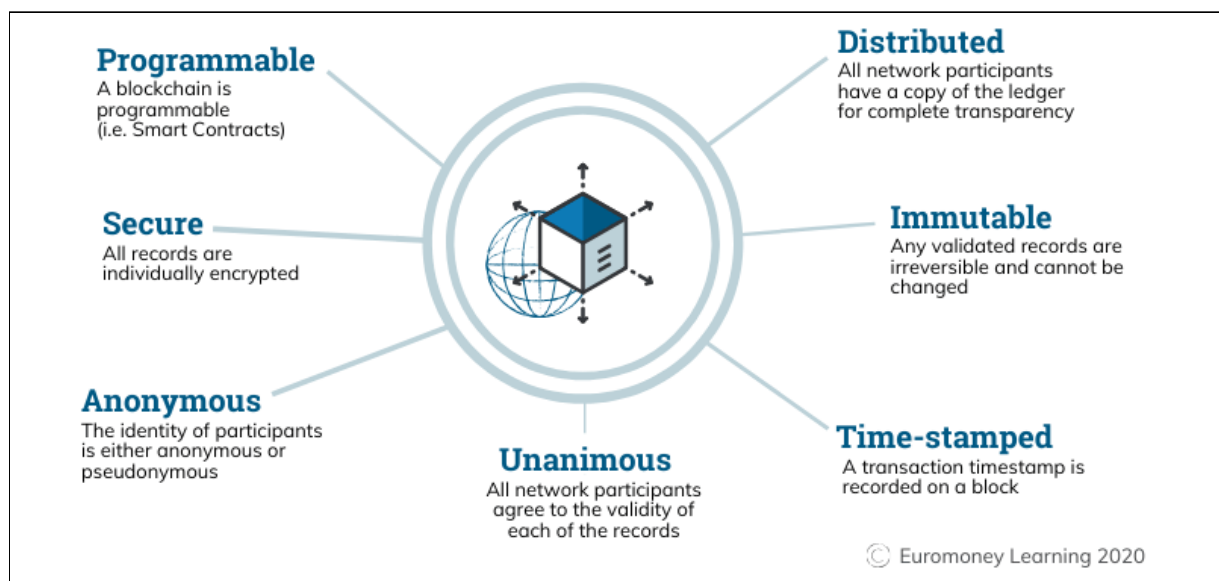 Programmable
A blockchain is
programmable
(i.e. Smart Contracts)
Distributed
All network participants
have a copy of the ledger
for complete transparency
Secure
All records are
individually encrypted
Immutable
Any validated records are
irreversible and cannot be
changed
Anonymous
The identity of participants
is either anonymous or
pseudonymous
Unanimous
All network participants
agree to the validity of
each of the records
Time-stamped
A transaction timestamp is
recorded on a block
© Euromoney Learning 2020